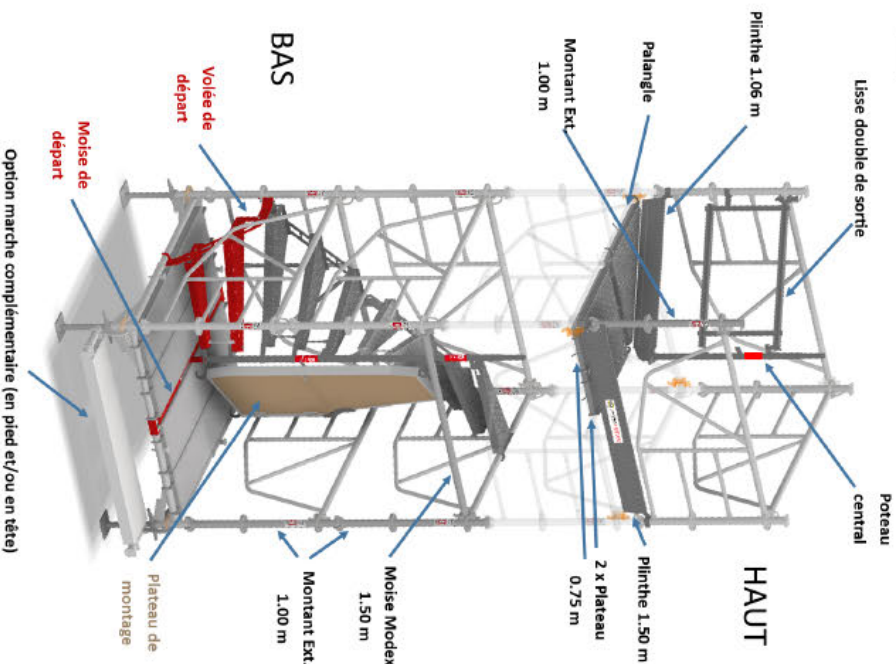 HAUT
Poteau
central
Lisse double de sortie
Plinthe 1.06 m
Palangle
Montant Ext.
1.00 m
Plinthe 1.50 m
2 x Plateau
0.75 m
BAS
Volée de
départ
Moise de
départ
Moise Modex
1.50 m
Montant Ext.
1.00 m
Plateau de
montage
Option marche complémentaire (en pied et/ou en tête)